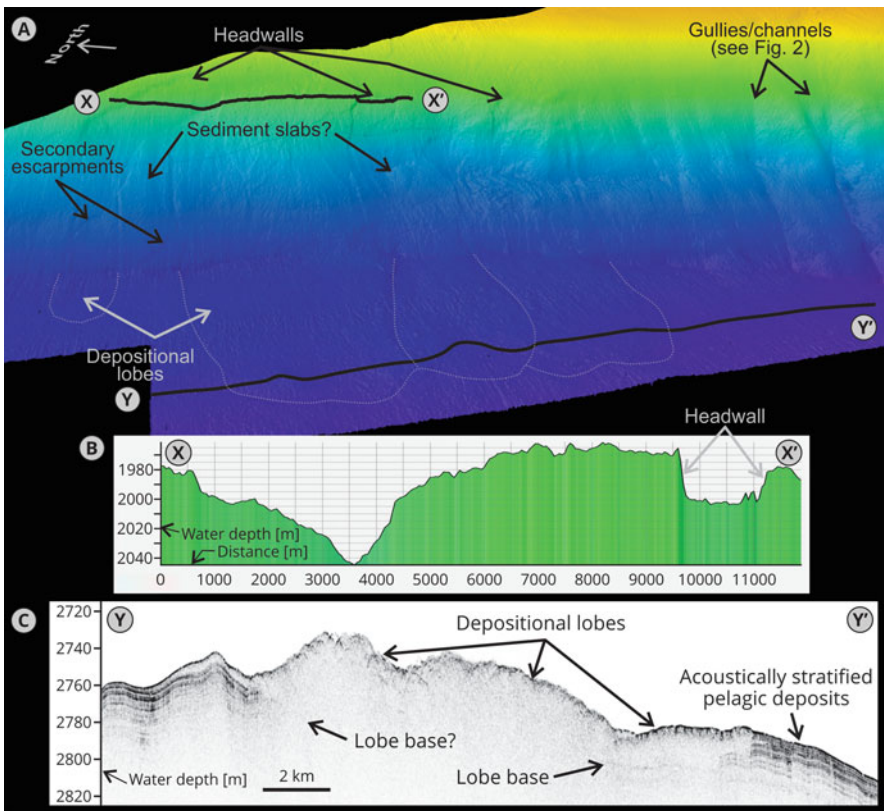 A
North
Headwalls
Gullies/channels
(see Fig. 2)
X
X'
Sediment slabs?
Secondary
escarpments
Depositional
lobes
Y
Y'
B
X
Headwall
X'
1980
2000
2020
2040
Water depth [m]
Distance [m]
0 1000 2000 3000 4000 5000 6000 7000 8000 9000 10000 11000
C
2720
2740
2760
2780
2800
2820
Y
Depositional lobes
Y'
Acoustically stratified
pelagic deposits
Lobe base?
Lobe base
Water depth [m]
2 km